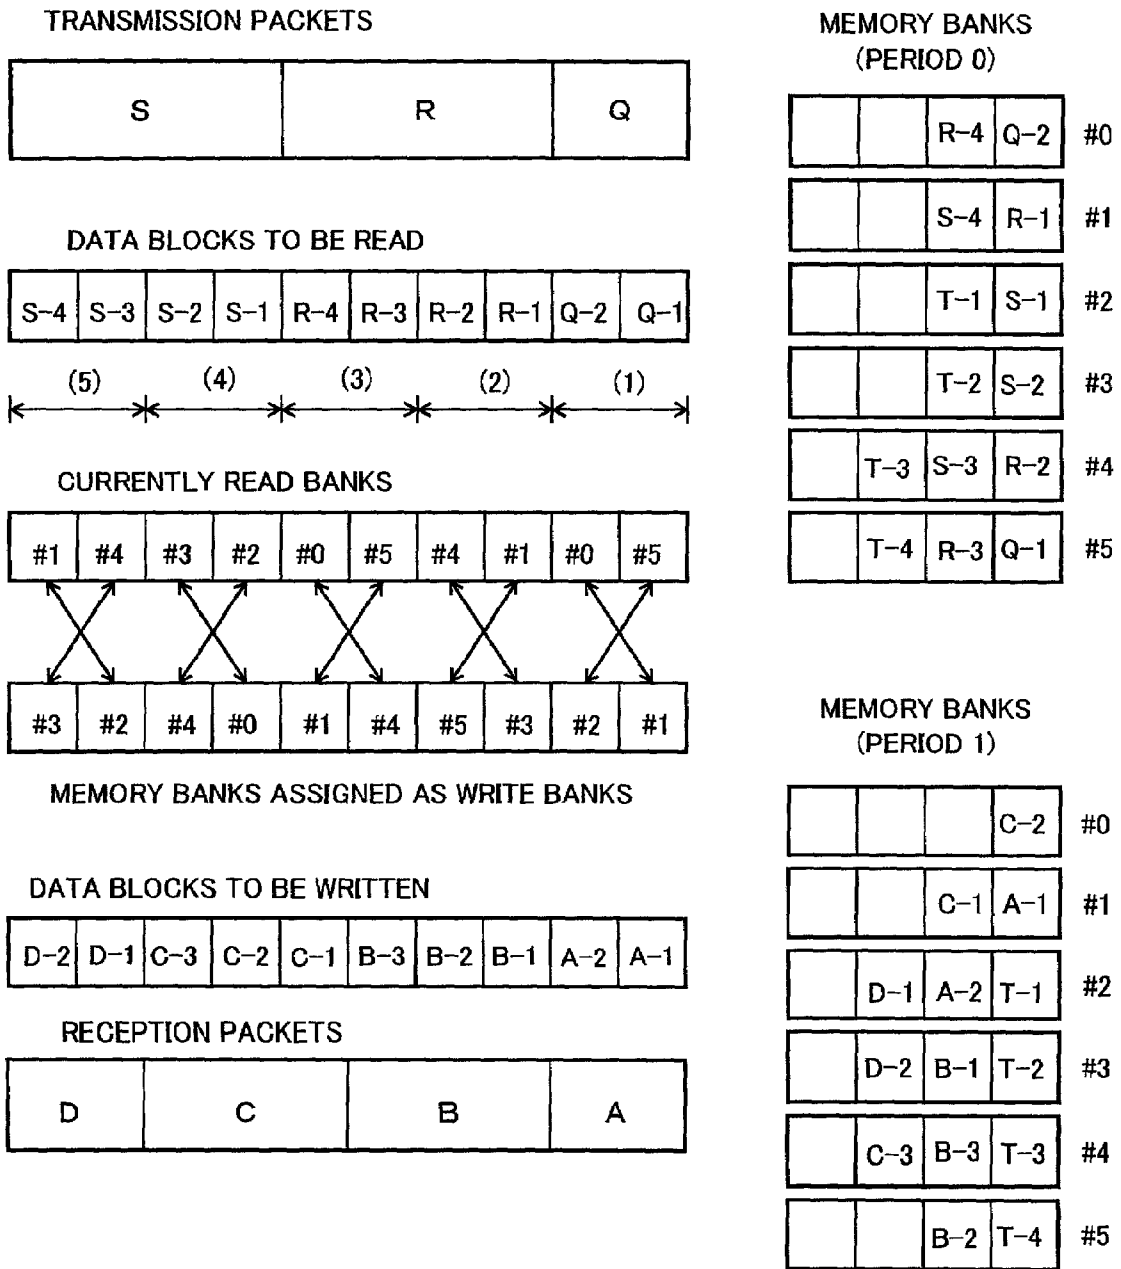 TRANSMISSION PACKETS
S R Q
DATA BLOCKS TO BE READ
S-4 S-3 S-2 S-1 R-4 R-3 R-2 R-1 Q-2 Q-1
(5) (4) (3) (2) (1)
CURRENTLY READ BANKS
#1 #4 #3 #2 #0 #5 #4 #1 #0 #5
#3 #2 #4 #0 #1 #4 #5 #3 #2 #1
MEMORY BANKS ASSIGNED AS WRITE BANKS
DATA BLOCKS TO BE WRITTEN
D-2 D-1 C-3 C-2 C-1 B-3 B-2 B-1 A-2 A-1
RECEPTION PACKETS
D C B A
MEMORY BANKS
(PERIOD 0)
R-4 Q-2 #0
S-4 R-1 #1
T-1 S-1 #2
T-2 S-2 #3
T-3 S-3 R-2 #4
T-4 R-3 Q-1 #5
MEMORY BANKS
(PERIOD 1)
C-2 #0
C-1 A-1 #1
D-1 A-2 T-1 #2
D-2 B-1 T-2 #3
C-3 B-3 T-3 #4
B-2 T-4 #5